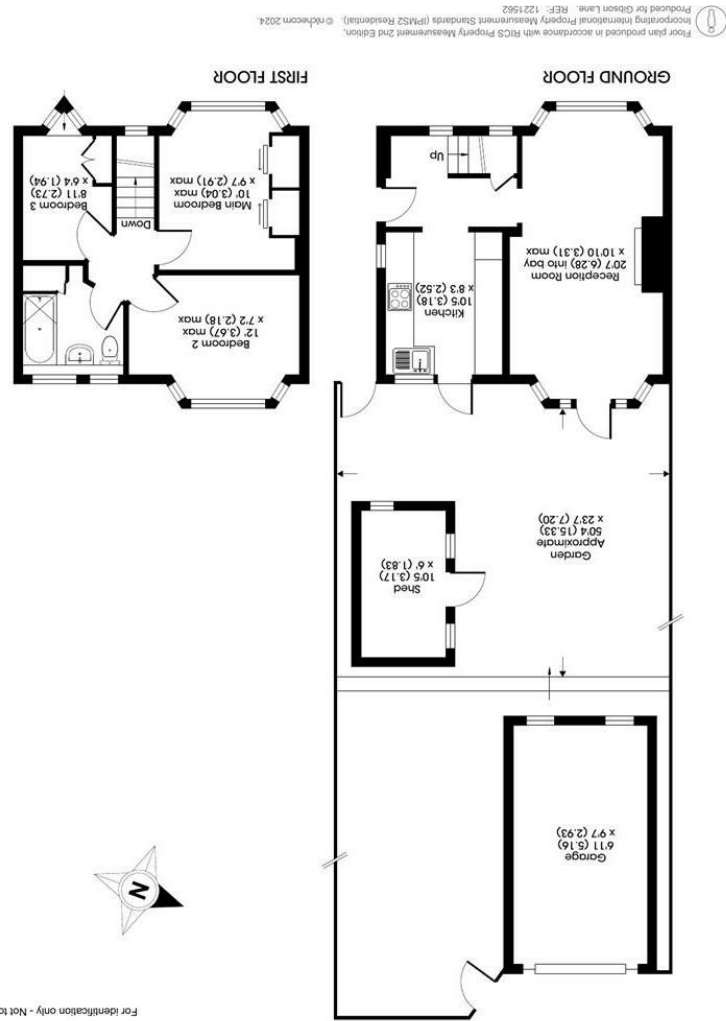 For identification only - Not to
N
Garage
6'11 (5.16)
x 9'7 (2.93)
Shed
10'5 (3.17)
x 6' (1.83)
Garden
Approximate
50'4 (15.33)
x 23'7 (7.20)
Kitchen
10'5 (3.18)
x 8'3 (2.52)
Reception Room
20'7 (6.28) into bay
x 10'10 (3.31) max
Up
GROUND FLOOR
Bedroom 2
12' (3.67) max
x 7'2 (2.18) max
Down
Main Bedroom
10' (3.04) max
x 9'7 (2.91) max
Bedroom 3
8'11 (2.73)
x 6'4 (1.94)
FIRST FLOOR
Floor plan produced in accordance with RICS Property Measurement 2nd Edition,
Incorporating International Property Measurement Standards (IPMS2 Residential). © nichecom 2024.
Produced for Gibson Lane. REF: 1221562